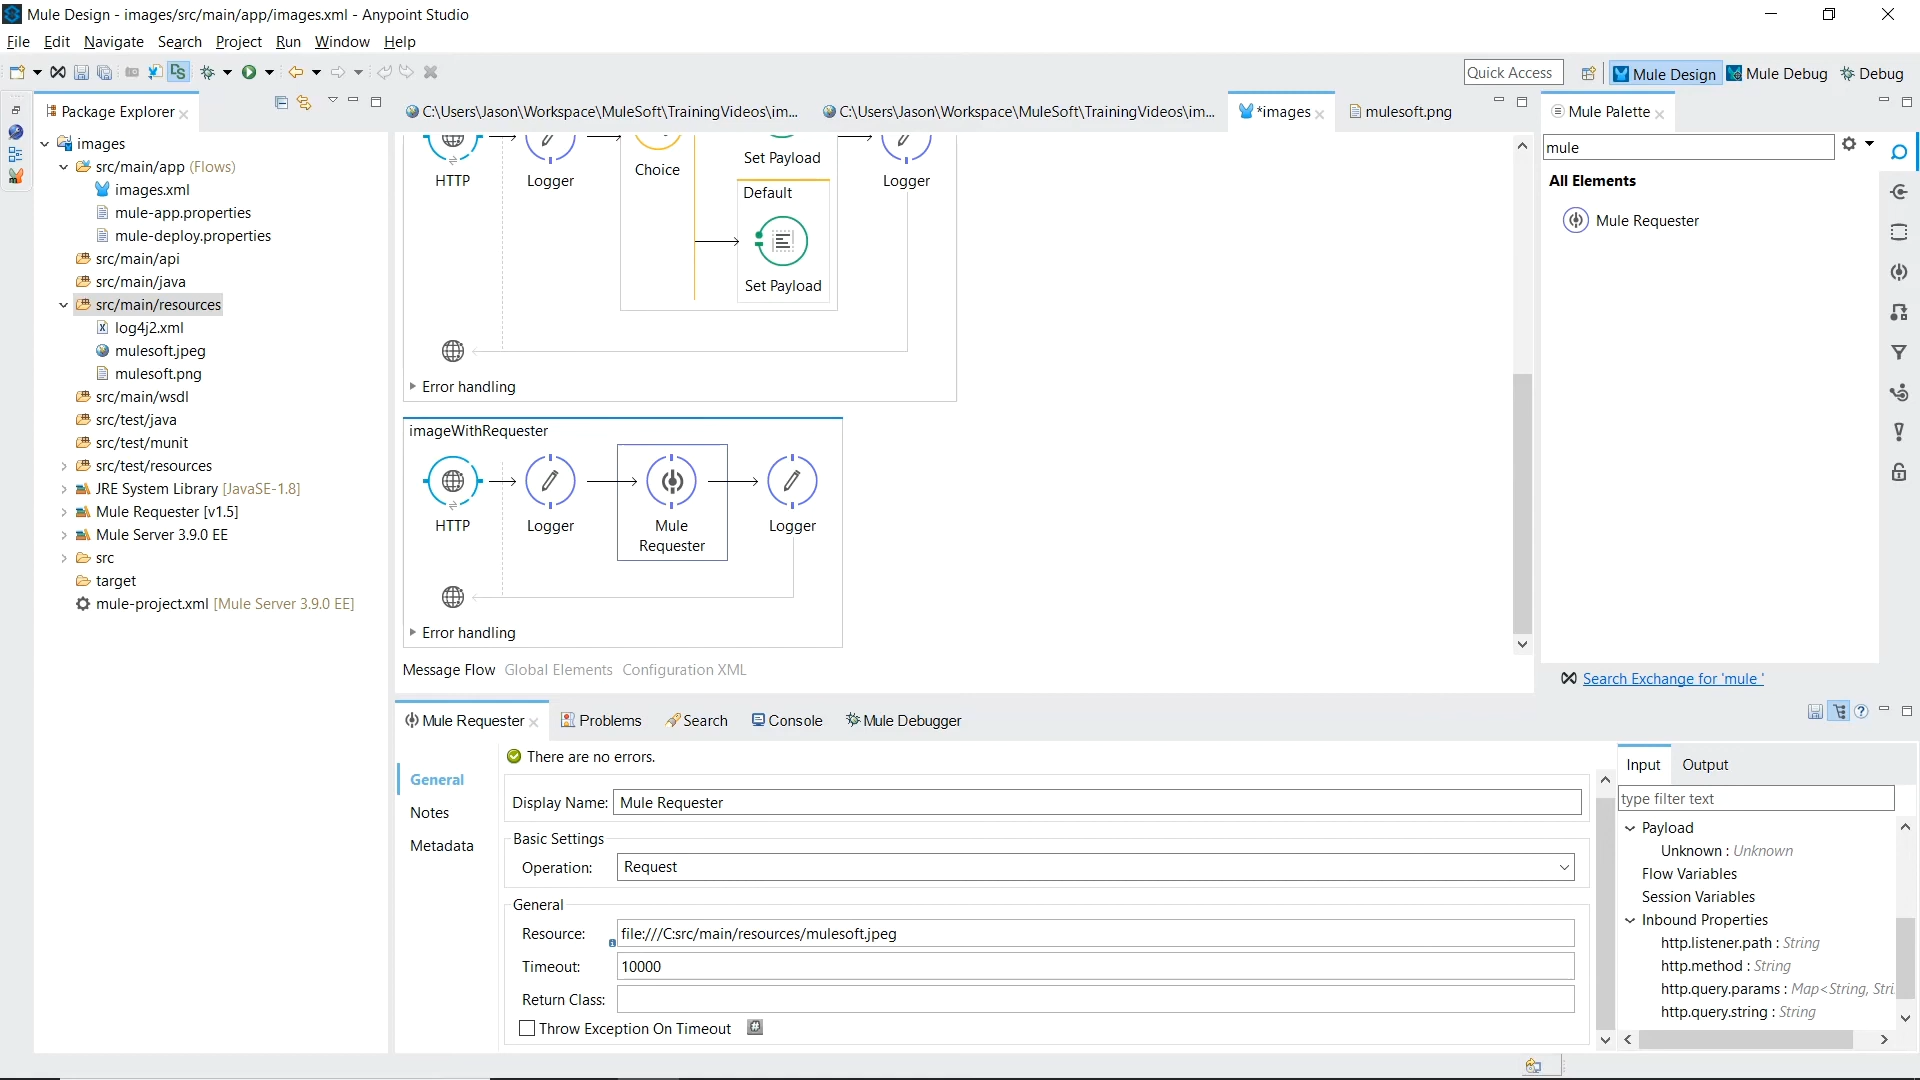 Mule Design - images/src/main/app/images.xml - Anypoint Studio
File Edit Navigate Search Project Run Window Help
Quick Access
Mule Design
Mule Debug
Debug
Package Explorer
C:\Users\Jason\Workspace\MuleSoft\TrainingVideos\im...
C:\Users\Jason\Workspace\MuleSoft\TrainingVideos\im...
*images
mulesoft.png
Mule Palette
images
src/main/app (Flows)
images.xml
mule-app.properties
mule-deploy.properties
src/main/api
src/main/java
src/main/resources
log4j2.xml
mulesoft.jpeg
mulesoft.png
src/main/wsdl
src/test/java
src/test/munit
src/test/resources
JRE System Library [JavaSE-1.8]
Mule Requester [v1.5]
Mule Server 3.9.0 EE
src
target
mule-project.xml [Mule Server 3.9.0 EE]
HTTP
Logger
Choice
Set Payload
Logger
Default
Set Payload
Error handling
imageWithRequester
HTTP
Logger
Mule
Requester
Logger
Error handling
Message Flow Global Elements Configuration XML
mule
All Elements
Mule Requester
Search Exchange for 'mule '
Mule Requester
Problems
Search
Console
Mule Debugger
General
Notes
Metadata
There are no errors.
Display Name: Mule Requester
Basic Settings
Operation: Request
General
Resource: file:///C:src/main/resources/mulesoft.jpeg
Timeout: 10000
Return Class:
Throw Exception On Timeout
Input Output
type filter text
Payload
Unknown : Unknown
Flow Variables
Session Variables
Inbound Properties
http.listener.path : String
http.method : String
http.query.params : Map<String, Stri
http.query.string : String